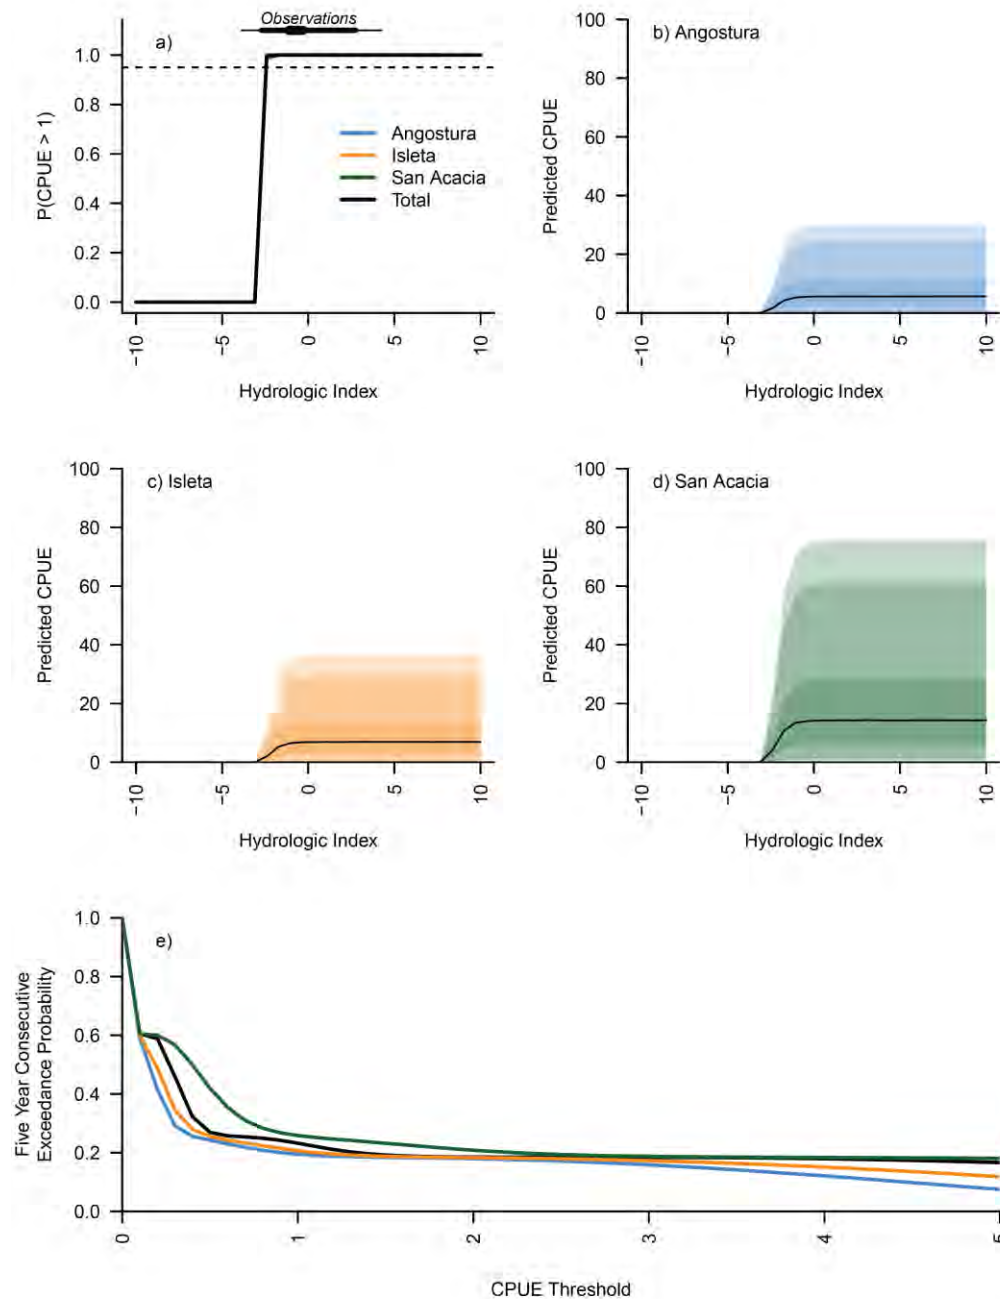 Observations
a)
1.0
0.8
0.6
0.4
0.2
0.0
P(CPUE > 1)
Angostura
Isleta
San Acacia
Total
−10
−5
0
5
10
Hydrologic Index
b) Angostura
100
80
60
40
20
0
Predicted CPUE
−10
−5
0
5
10
Hydrologic Index
c) Isleta
100
80
60
40
20
0
Predicted CPUE
−10
−5
0
5
10
Hydrologic Index
d) San Acacia
100
80
60
40
20
0
Predicted CPUE
−10
−5
0
5
10
Hydrologic Index
e)
1.0
0.8
0.6
0.4
0.2
0.0
Five Year Consecutive
Exceedance Probability
0
1
2
3
4
5
CPUE Threshold